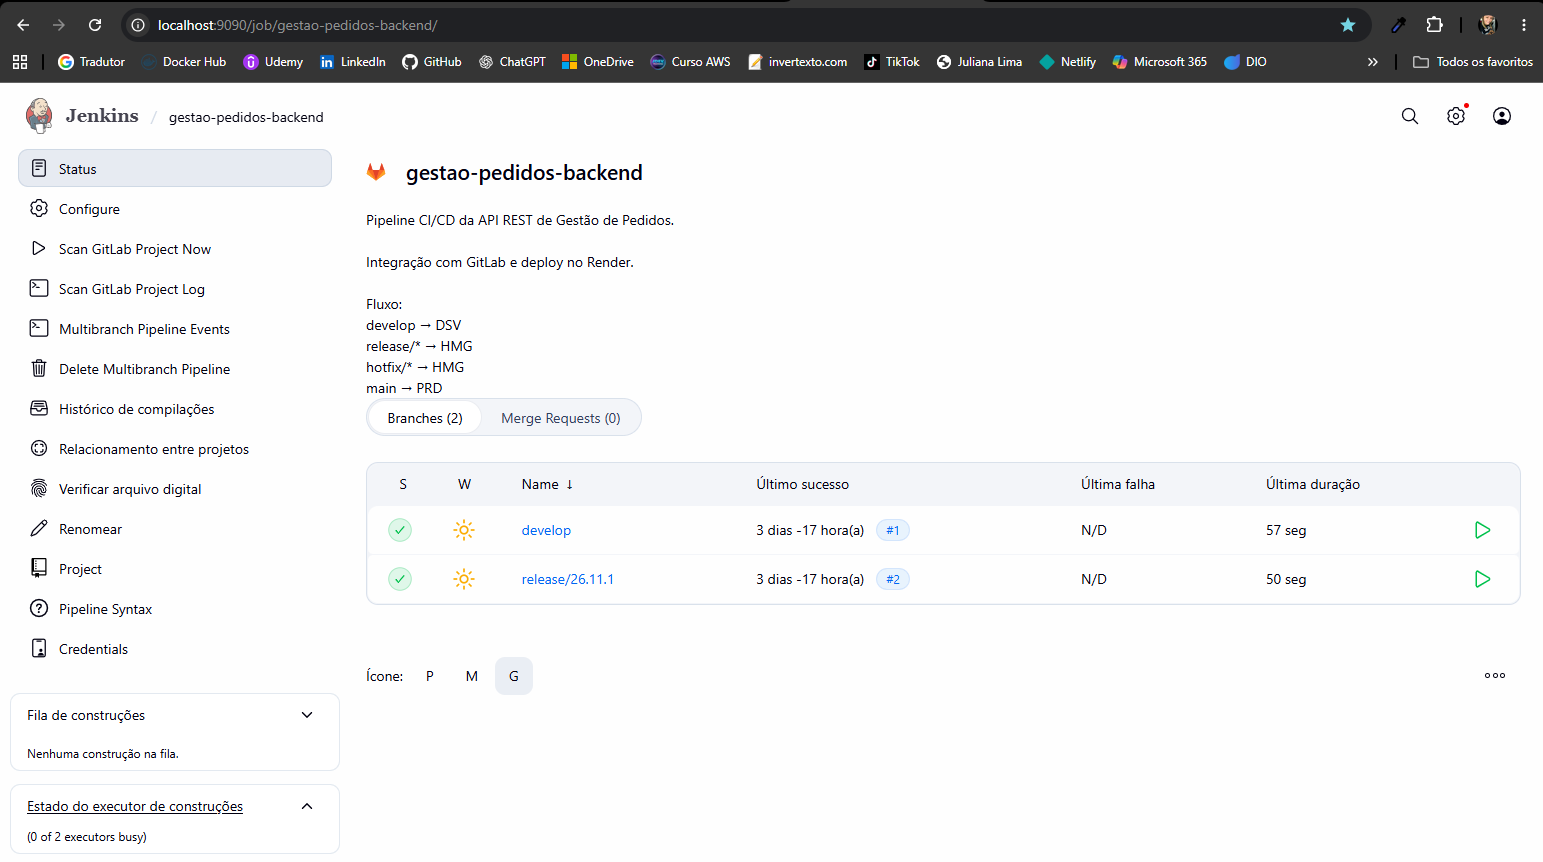 localhost:9090/job/gestao-pedidos-backend/
Tradutor Docker Hub Udemy LinkedIn GitHub ChatGPT OneDrive Curso AWS invertexto.com TikTok Juliana Lima Netlify Microsoft 365 DIO » Todos os favoritos
Jenkins / gestao-pedidos-backend
Status
Configure
Scan GitLab Project Now
Scan GitLab Project Log
Multibranch Pipeline Events
Delete Multibranch Pipeline
Histórico de compilações
Relacionamento entre projetos
Verificar arquivo digital
Renomear
Project
Pipeline Syntax
Credentials
Fila de construções
Nenhuma construção na fila.
Estado do executor de construções
(0 of 2 executors busy)
gestao-pedidos-backend
Pipeline CI/CD da API REST de Gestão de Pedidos.
Integração com GitLab e deploy no Render.
Fluxo:
develop → DSV
release/* → HMG
hotfix/* → HMG
main → PRD
Branches (2) Merge Requests (0)
S W Name ↓ Último sucesso Última falha Última duração
develop 3 dias -17 hora(a) #1 N/D 57 seg
release/26.11.1 3 dias -17 hora(a) #2 N/D 50 seg
Ícone: P M G